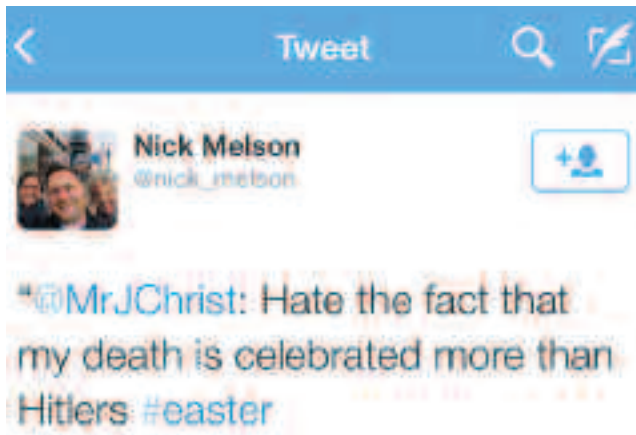 Tweet
Nick Melson
@nick_melson
"@MrJChrist: Hate the fact that
my death is celebrated more than
Hitlers #easter